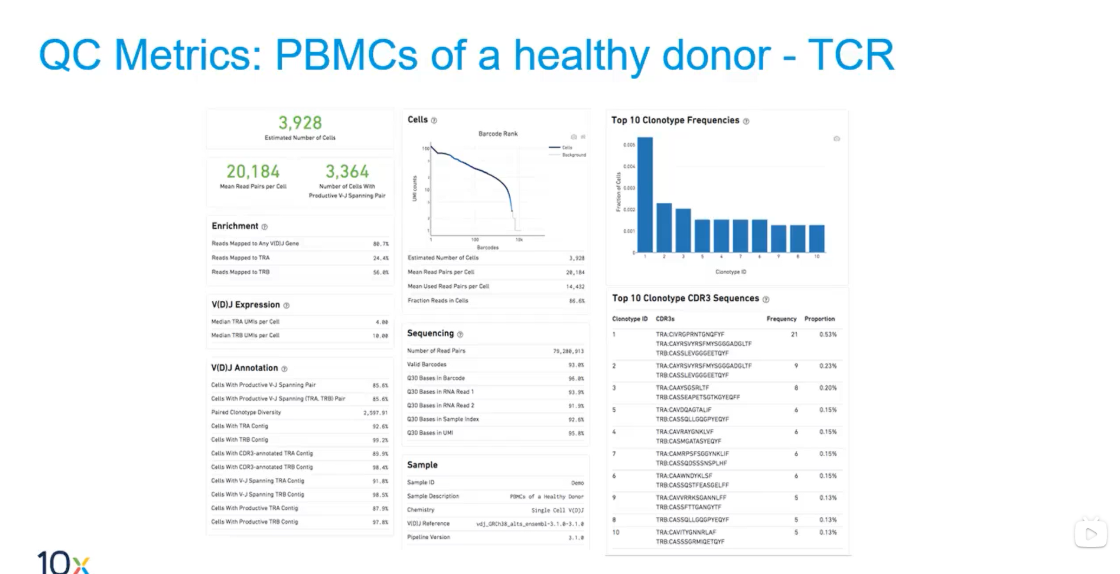 QC Metrics: PBMCs of a healthy donor - TCR
3,928
Estimated Number of Cells
20,184
Mean Read Pairs per Cell
3,364
Number of Cells With
Productive V-J Spanning Pair
Enrichment
Reads Mapped to Any V(D)J Gene 80.7%
Reads Mapped to TRA 24.4%
Reads Mapped to TRB 56.0%
V(D)J Expression
Median TRA UMIs per Cell 4.00
Median TRB UMIs per Cell 10.00
V(D)J Annotation
Cells With Productive V-J Spanning Pair 85.6%
Cells With Productive V-J Spanning (TRA, TRB) Pair 85.6%
Paired Clonotype Diversity 2,597.91
Cells With TRA Contig 92.6%
Cells With TRB Contig 99.2%
Cells With CDR3-annotated TRA Contig 89.9%
Cells With CDR3-annotated TRB Contig 98.4%
Cells With V-J Spanning TRA Contig 91.8%
Cells With V-J Spanning TRB Contig 98.5%
Cells With Productive TRA Contig 87.9%
Cells With Productive TRB Contig 97.8%
Cells
Barcode Rank
Cells
Background
UMI counts
100
10
1
1
100
10k
Barcodes
Estimated Number of Cells 3,928
Mean Read Pairs per Cell 20,184
Mean Used Read Pairs per Cell 14,432
Fraction Reads in Cells
Sequencing
Number of Read Pairs 79,280,913
Valid Barcodes 93.0%
Q30 Bases in Barcode 96.0%
Q30 Bases in RNA Read 1 93.9%
Q30 Bases in RNA Read 2 91.9%
Q30 Bases in Sample Index 92.6%
Q30 Bases in UMI 95.8%
Sample
Sample ID Demo
Sample Description PBMCs of a Healthy Donor
Chemistry Single Cell V(D)J
V(D)J Reference vdj_GRCh38_alts_ensembl-3.1.0-3.1.0
Pipeline Version 3.1.0
Top 10 Clonotype Frequencies
Fraction of Cells
0.005
0.004
0.003
0.002
0.001
0
1 2 3 5 4 7 6 9 8 10
Clonotype ID
Top 10 Clonotype CDR3 Sequences
Clonotype ID CDR3s Frequency Proportion
1 TRA:CIVRGPRNTGNQFYF 21 0.53%
TRA:CAYRSVYRSFMYSGGGADGLTF
TRB:CASSLEVGGGEETQYF
2 TRA:CAYRSVYRSFMYSGGGADGLTF 9 0.23%
TRB:CASSLEVGGGEETQYF
3 TRA:CAAYSGSRLTF 8 0.20%
TRB:CASSEAPETSGTKGYEQFF
5 TRA:CAVDQAGTALIF 6 0.15%
TRB:CASSQLLGGPYEQYF
4 TRA:CAVRAYGNKLVF 6 0.15%
TRB:CASMGATASYEQYF
7 TRA:CAMRPSFSGGYNKLIF 6 0.15%
TRB:CASSQDSSSNSPLHF
6 TRA:CAAWNDYKLSF 6 0.15%
TRB:CASSQSTFEASGELFF
9 TRA:CAVVRRKSGANNLFF 5 0.13%
TRB:CASSFTTGANGYTF
8 TRB:CASSQLLGGPYEQYF 5 0.13%
10 TRA:CAVITYGNNRLAF 5 0.13%
TRB:CASSSGRMIQETQYF
10x